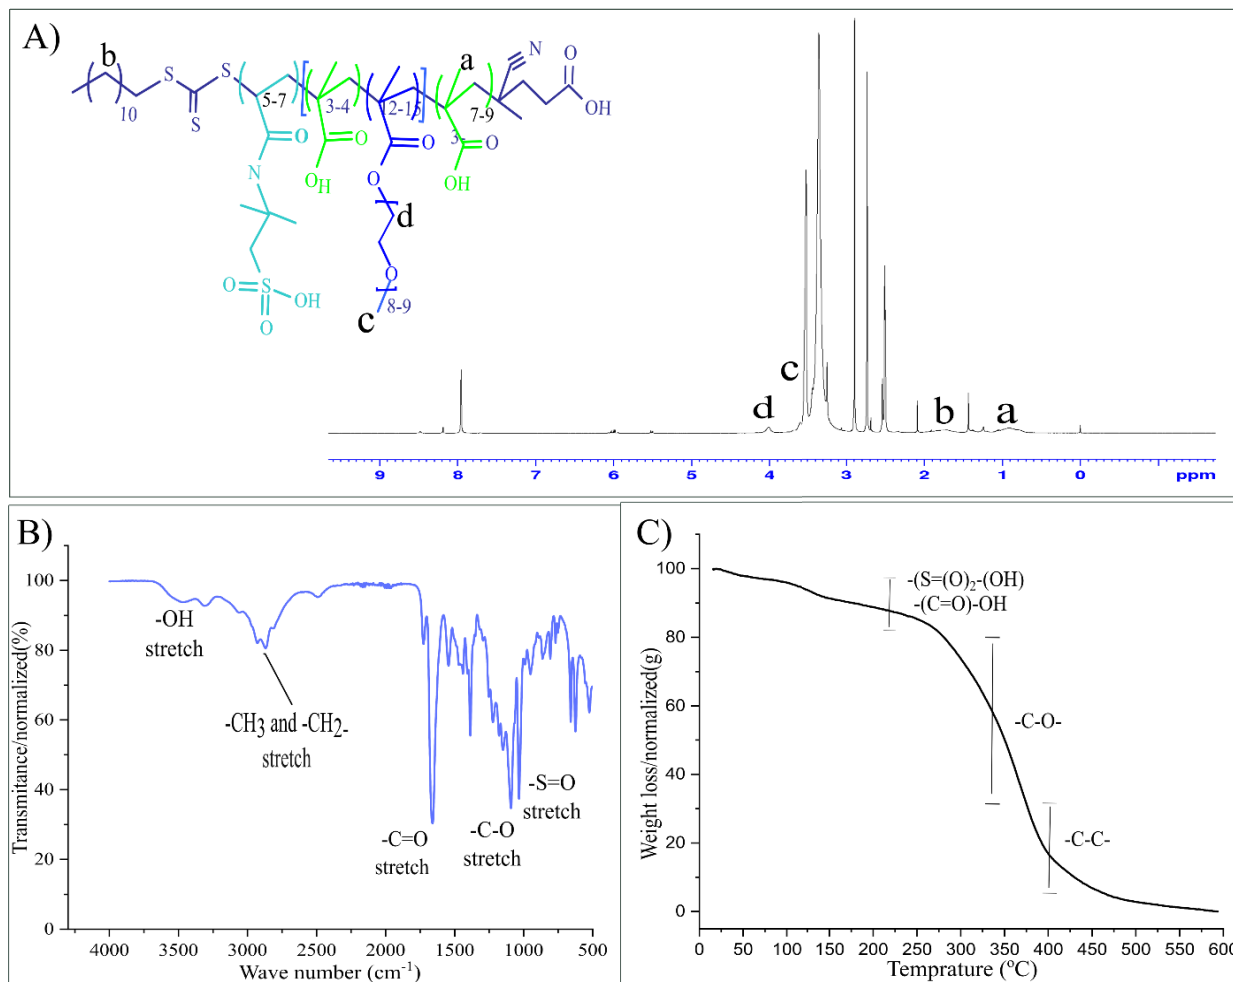 A)
b
10
S
S
S
5-7
3-4
12-15
a
7-9
N
O
OH
O
N
O
OH
O
O
3-
O
OH
d
O
S
OH
O
O
8-9
c
c
d
b
a
9 8 7 6 5 4 3 2 1 0 ppm
B)
Transmitance/normalized(%)
100
80
60
40
20
0
-OH
stretch
-CH3 and -CH2-
stretch
-C=O
stretch
-C-O
stretch
-S=O
stretch
4000 3500 3000 2500 2000 1500 1000 500
Wave number (cm-1)
C)
Weight loss/normalized(g)
100
80
60
40
20
0
-(S=(O)2-(OH)
-(C=O)-OH
-C-O-
-C-C-
0 50 100 150 200 250 300 350 400 450 500 550 600
Temprature (oC)